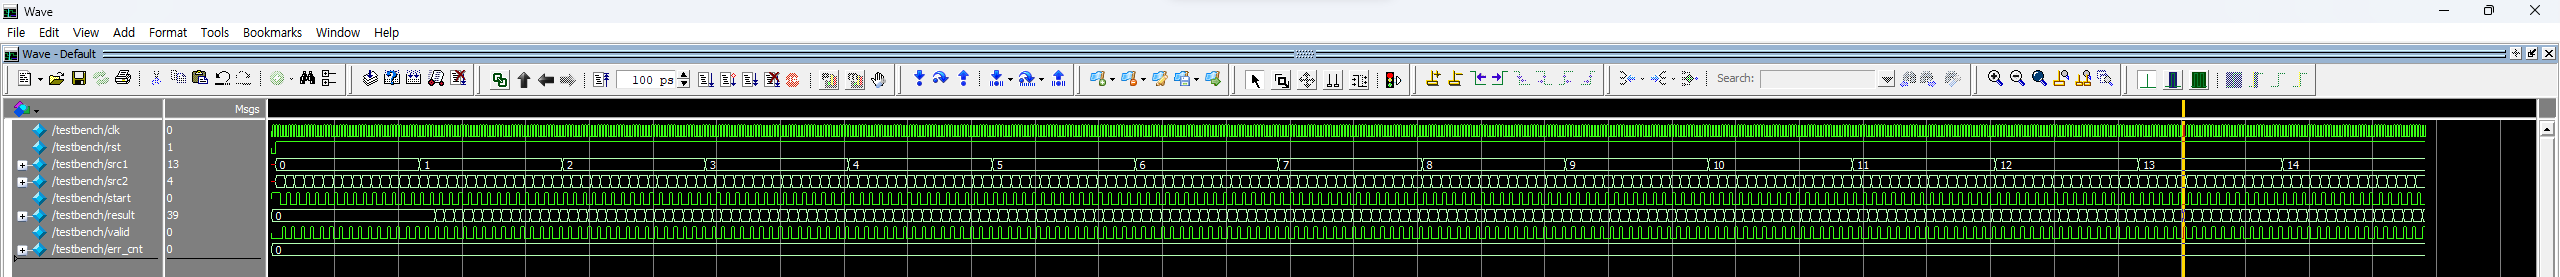 Wave
File Edit View Add Format Tools Bookmarks Window Help
Wave - Default
100 ps
Search:
Msgs
/testbench/clk 0
/testbench/rst 1
/testbench/src1 13 0 1 2 3 4 5 6 7 8 9 10 11 12 13 14
/testbench/src2 4
/testbench/start 0
/testbench/result 39 0
/testbench/valid 0
/testbench/err_cnt 0 0